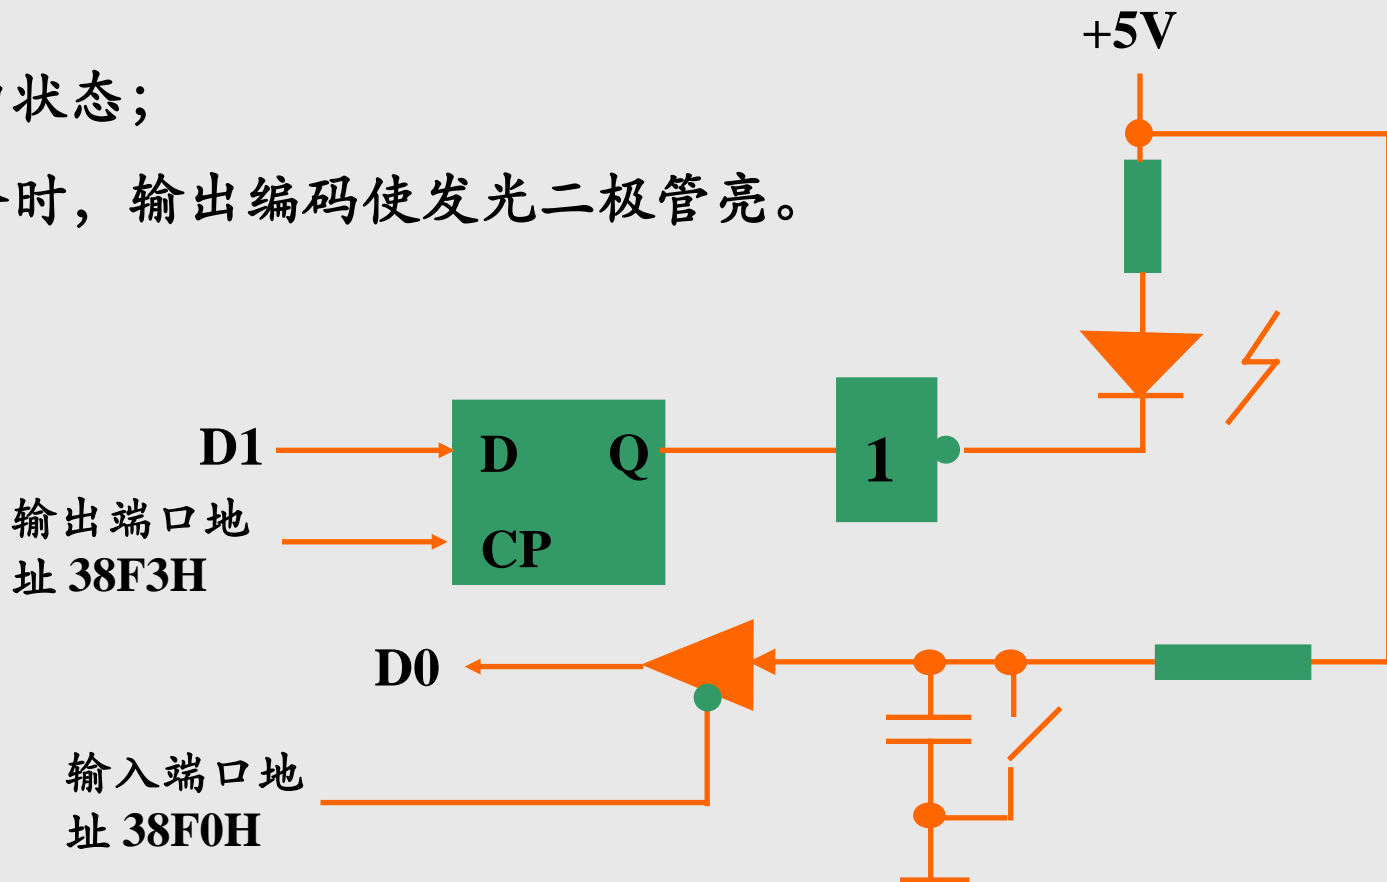 +5V
状态；
时，输出编码使发光二极管亮。
D1
D Q
1
输出端口地
址 38F3H
CP
D0
输入端口地
址 38F0H